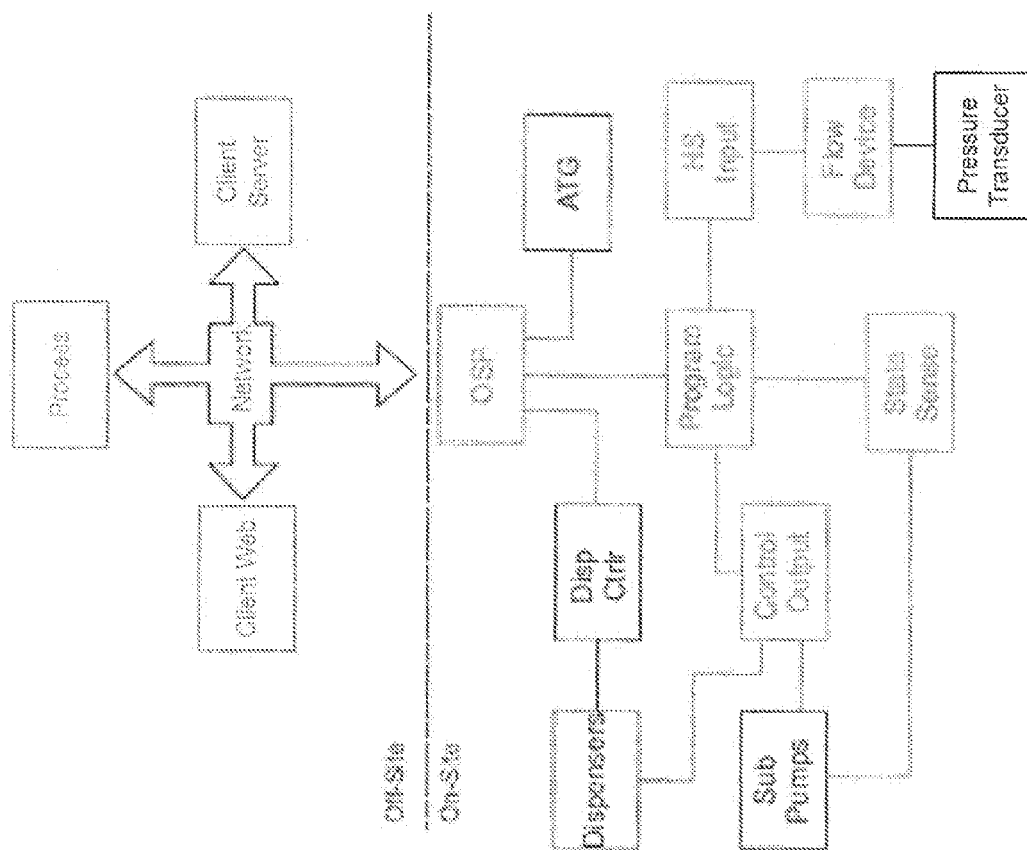 Process
Client Web
Network
Client
Server
Off-Site
On-Site
OSP
ATG
Disp
Ctrlr
Dispensers
Program
Logic
H.S.
Input
Control
Output
Flow
Device
Sub
Pumps
State
Sense
Pressure
Transducer